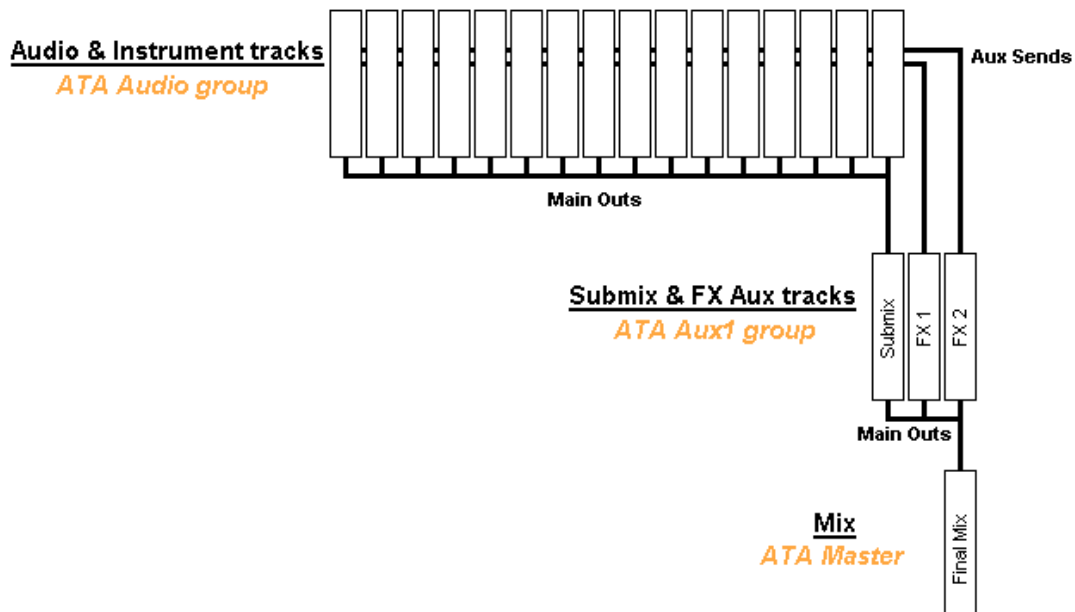 Audio & Instrument tracks
ATA Audio group
Aux Sends
Main Outs
Submix & FX Aux tracks
ATA Aux1 group
Submix
FX 1
FX 2
Main Outs
Mix
ATA Master
Final Mix